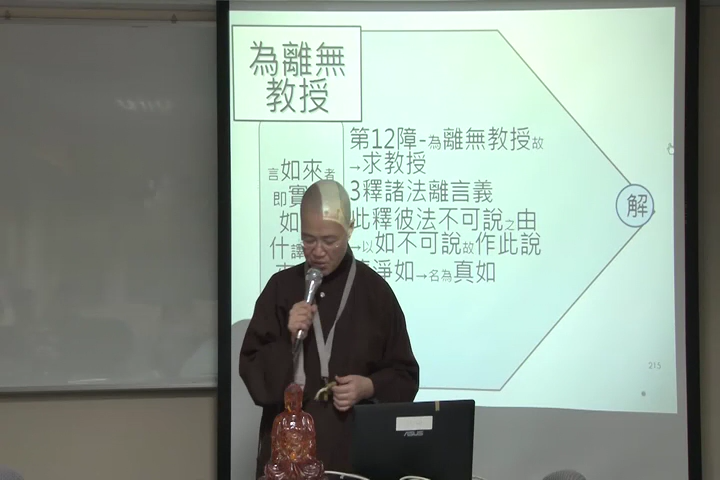 為離無
教授
第12障-為離無教授故
→求教授
3釋諸法離言義
此釋彼法不可說之由
→以如不可說故作此說
淨如→名為真如
言如來者
即實
如
什譯
解
215
ASUS